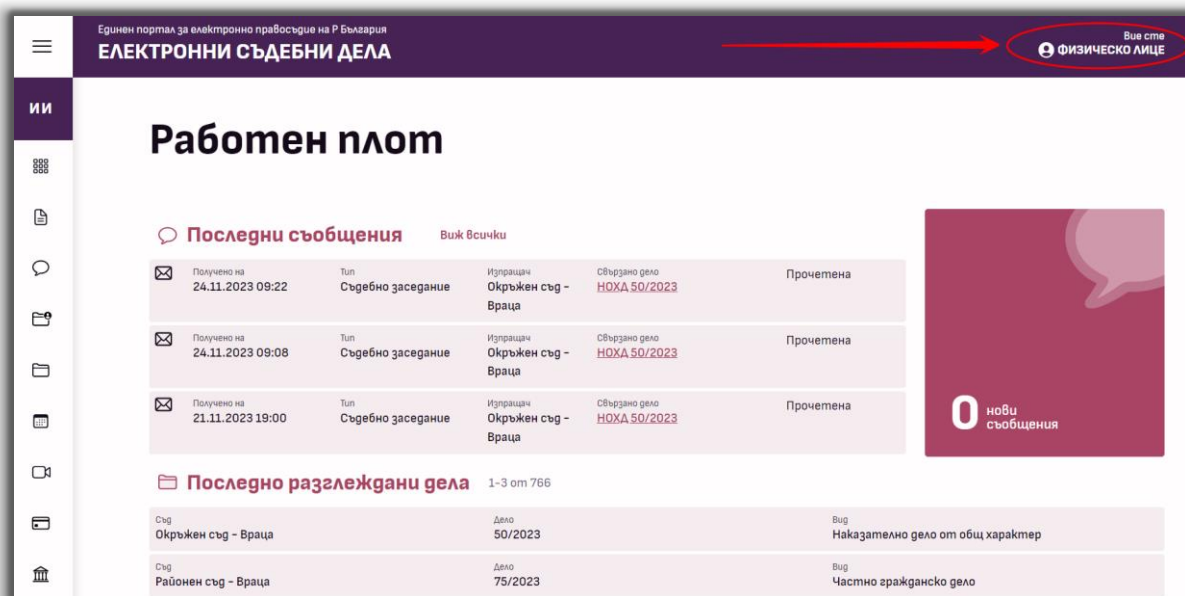 Единен портал за електронно правосъдие на Р България
ЕЛЕКТРОННИ СЪДЕБНИ ДЕЛА
Вие сте
ФИЗИЧЕСКО ЛИЦЕ
ИИ
Работен плот
Последни съобщения Виж всички
Получено на Тип Изпращач Свързано дело
24.11.2023 09:22 Съдебно заседание Окръжен съд – НОХД 50/2023 Прочетена
Враца
Получено на Тип Изпращач Свързано дело
24.11.2023 09:08 Съдебно заседание Окръжен съд – НОХД 50/2023 Прочетена
Враца
Получено на Тип Изпращач Свързано дело
21.11.2023 19:00 Съдебно заседание Окръжен съд – НОХД 50/2023 Прочетена
Враца
0 нови
съобщения
Последно разглеждани дела 1-3 от 766
Съд Дело Вид
Окръжен съд – Враца 50/2023 Наказателно дело от общ характер
Съд Дело Вид
Районен съд – Враца 75/2023 Частно гражданско дело